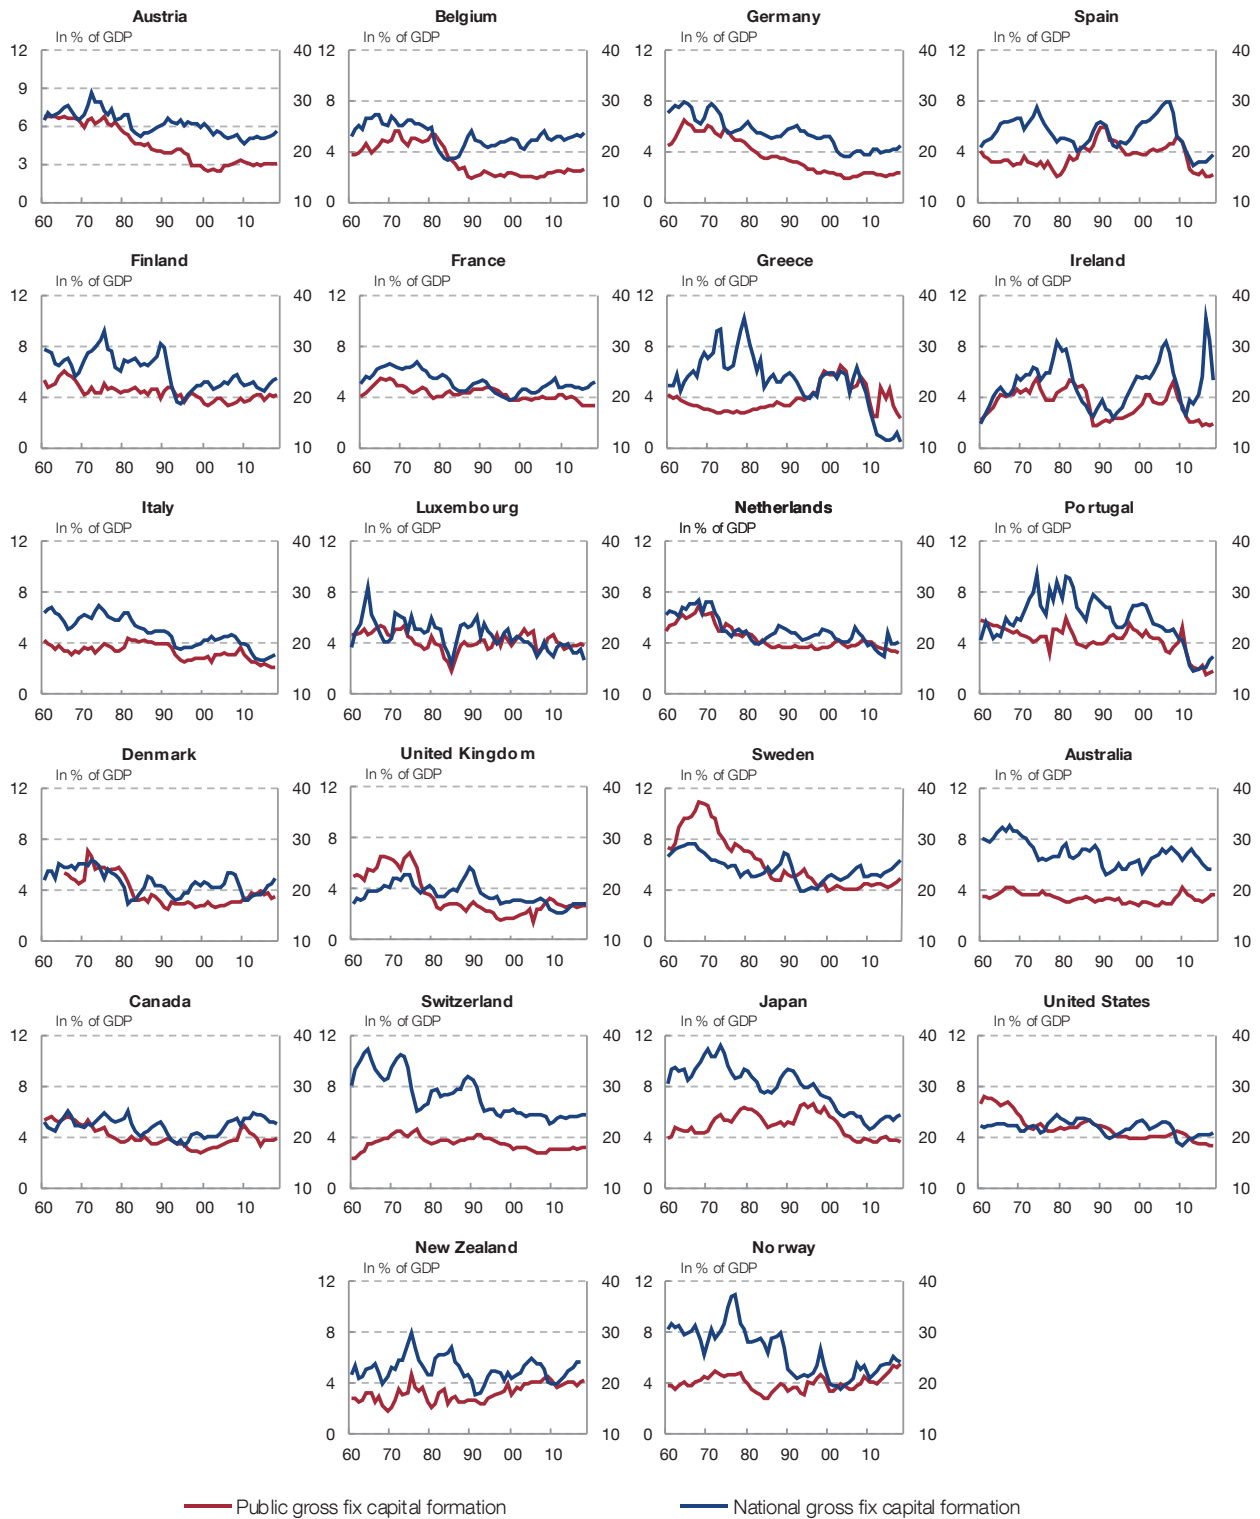 Austria Belgium Germany Spain
In % of GDP In % of GDP In % of GDP In % of GDP
12 40 12 40 12 40 12 40
9 30 8 30 8 30 8 30
6 20 4 20 4 20 4 20
3
0 10 0 10 0 10 0 10
60 70 80 90 00 10 60 70 80 90 00 10 60 70 80 90 00 10 60 70 80 90 00 10
Finland France Greece Ireland
In % of GDP In % of GDP In % of GDP In % of GDP
12 40 12 40 12 40 12 40
8 30 8 30 8 30 8 30
4 20 4 20 4 20 4 20
0 10 0 10 0 10 0 10
60 70 80 90 00 10 60 70 80 90 00 10 60 70 80 90 00 10 60 70 80 90 00 10
Italy Luxembourg Netherlands Portugal
In % of GDP In % of GDP In % of GDP In % of GDP
12 40 12 40 12 40 12 40
8 30 8 30 8 30 8 30
4 20 4 20 4 20 4 20
0 10 0 10 0 10 0 10
60 70 80 90 00 10 60 70 80 90 00 10 60 70 80 90 00 10 60 70 80 90 00 10
Denmark United Kingdom Sweden Australia
In % of GDP In % of GDP In % of GDP In % of GDP
12 40 12 40 12 40 12 40
8 30 8 30 8 30 8 30
4 20 4 20 4 20 4 20
0 10 0 10 0 10 0 10
60 70 80 90 00 10 60 70 80 90 00 10 60 70 80 90 00 10 60 70 80 90 00 10
Canada Switzerland Japan United States
In % of GDP In % of GDP In % of GDP In % of GDP
12 40 12 40 12 40 12 40
8 30 8 30 8 30 8 30
4 20 4 20 4 20 4 20
0 10 0 10 0 10 0 10
60 70 80 90 00 10 60 70 80 90 00 10 60 70 80 90 00 10 60 70 80 90 00 10
New Zealand Norway
In % of GDP In % of GDP
12 40 12 40
8 30 8 30
4 20 4 20
0 10 0 10
60 70 80 90 00 10 60 70 80 90 00 10
Public gross fix capital formation National gross fix capital formation